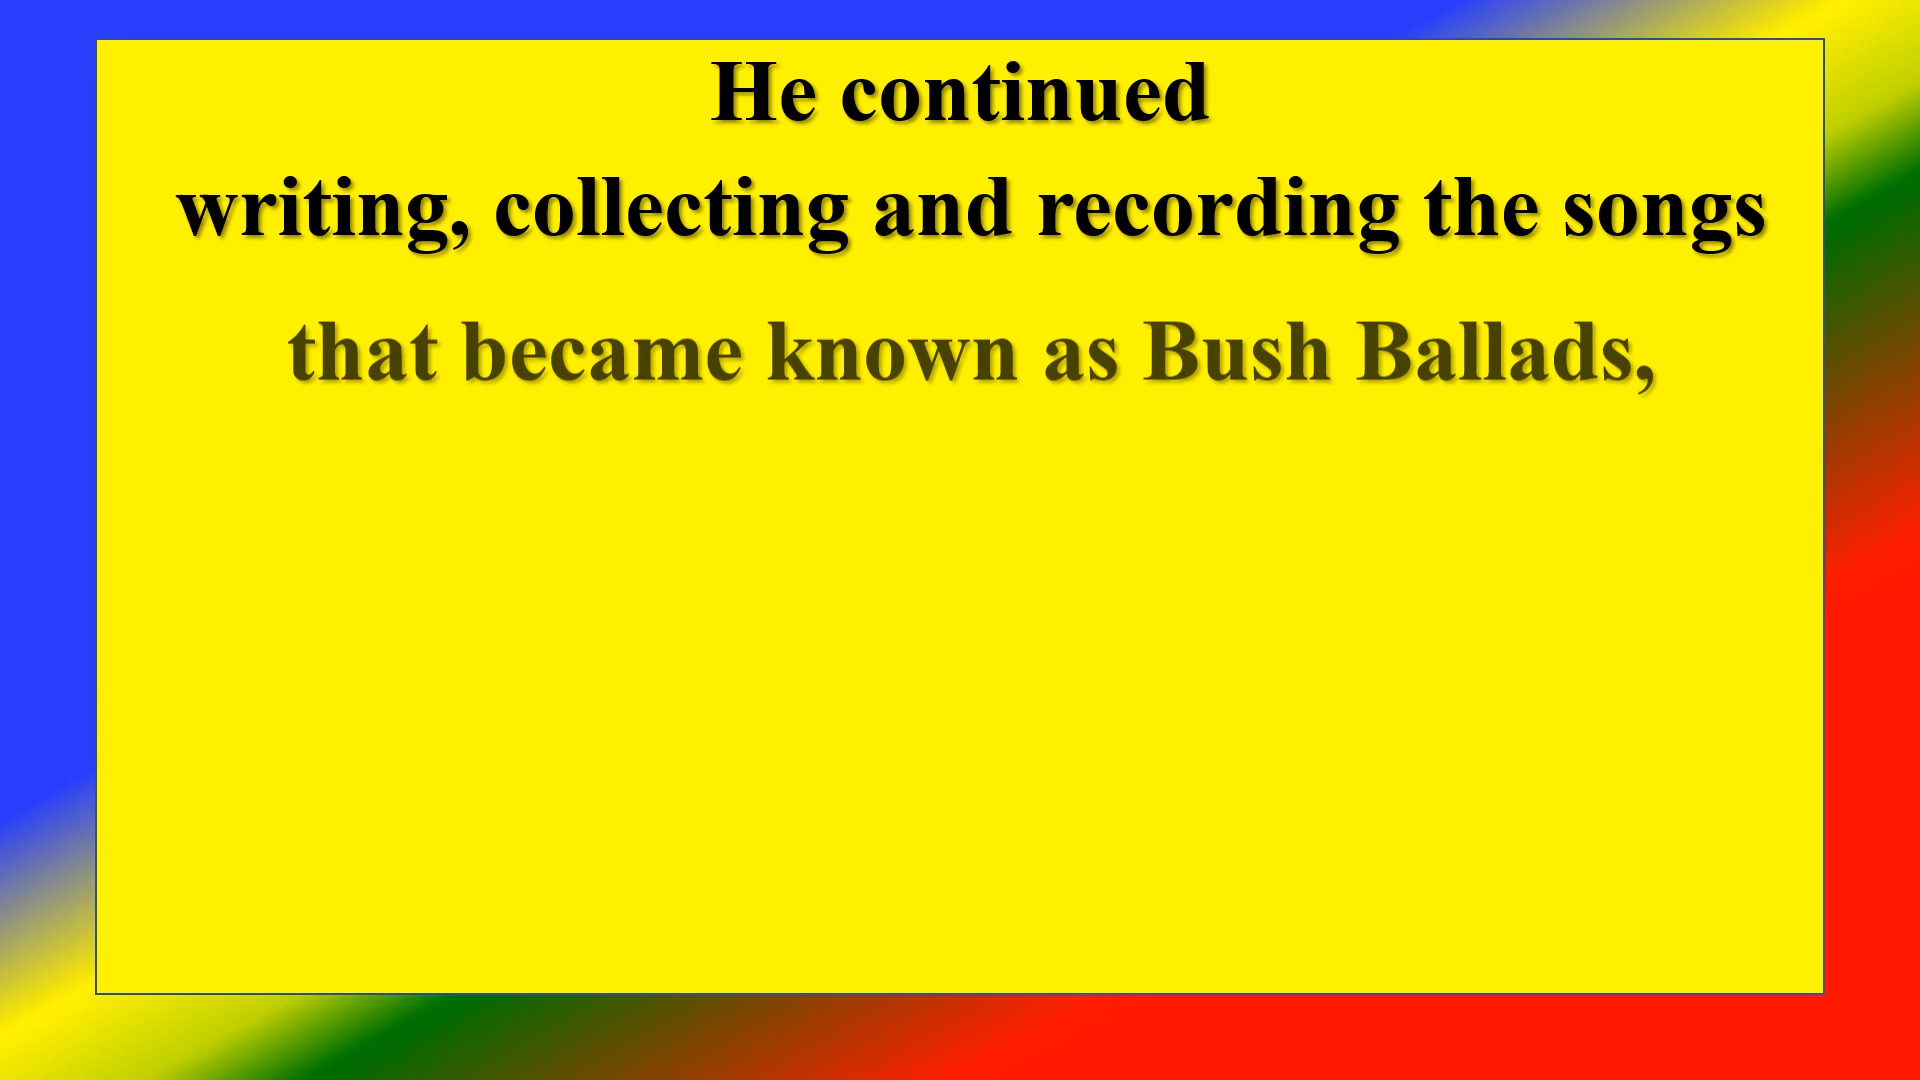 He continued
writing, collecting and recording the songs
that became known as Bush Ballads,